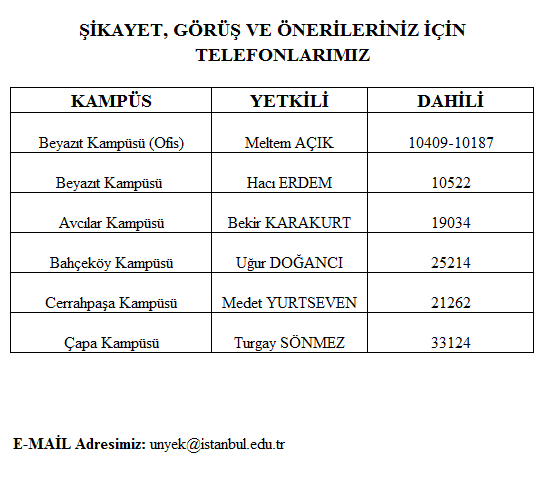 ŞİKAYET, GÖRÜŞ VE ÖNERİLERİNİZ İÇİN
TELEFONLARIMIZ
KAMPÜS YETKİLİ DAHİLİ
Beyazıt Kampüsü (Ofis) Meltem AÇIK 10409-10187
Beyazıt Kampüsü Hacı ERDEM 10522
Avcılar Kampüsü Bekir KARAKURT 19034
Bahçeköy Kampüsü Uğur DOĞANCI 25214
Cerrahpaşa Kampüsü Medet YURTSEVEN 21262
Çapa Kampüsü Turgay SÖNMEZ 33124
E-MAİL Adresimiz: unyek@istanbul.edu.tr